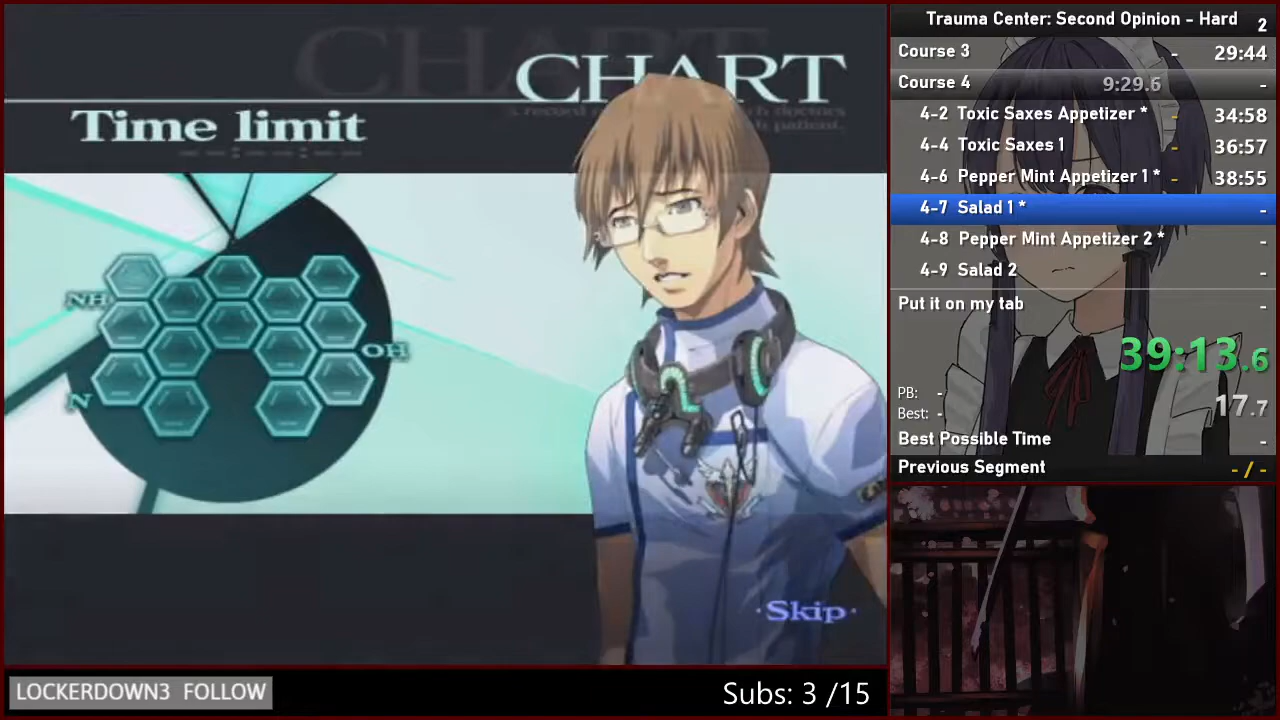 CHART
Time limit
NH
OH
N
Skip
LOCKERDOWN3 FOLLOW
Subs: 3 /15
Trauma Center: Second Opinion - Hard 2
Course 3 - 29:44
Course 4 9:29.6 -
4-2 Toxic Saxes Appetizer * - 34:58
4-4 Toxic Saxes 1 - 36:57
4-6 Pepper Mint Appetizer 1 * - 38:55
4-7 Salad 1 * -
4-8 Pepper Mint Appetizer 2 * -
4-9 Salad 2 -
Put it on my tab -
39:13.6
PB: -
Best: -
17.7
Best Possible Time -
Previous Segment - / -